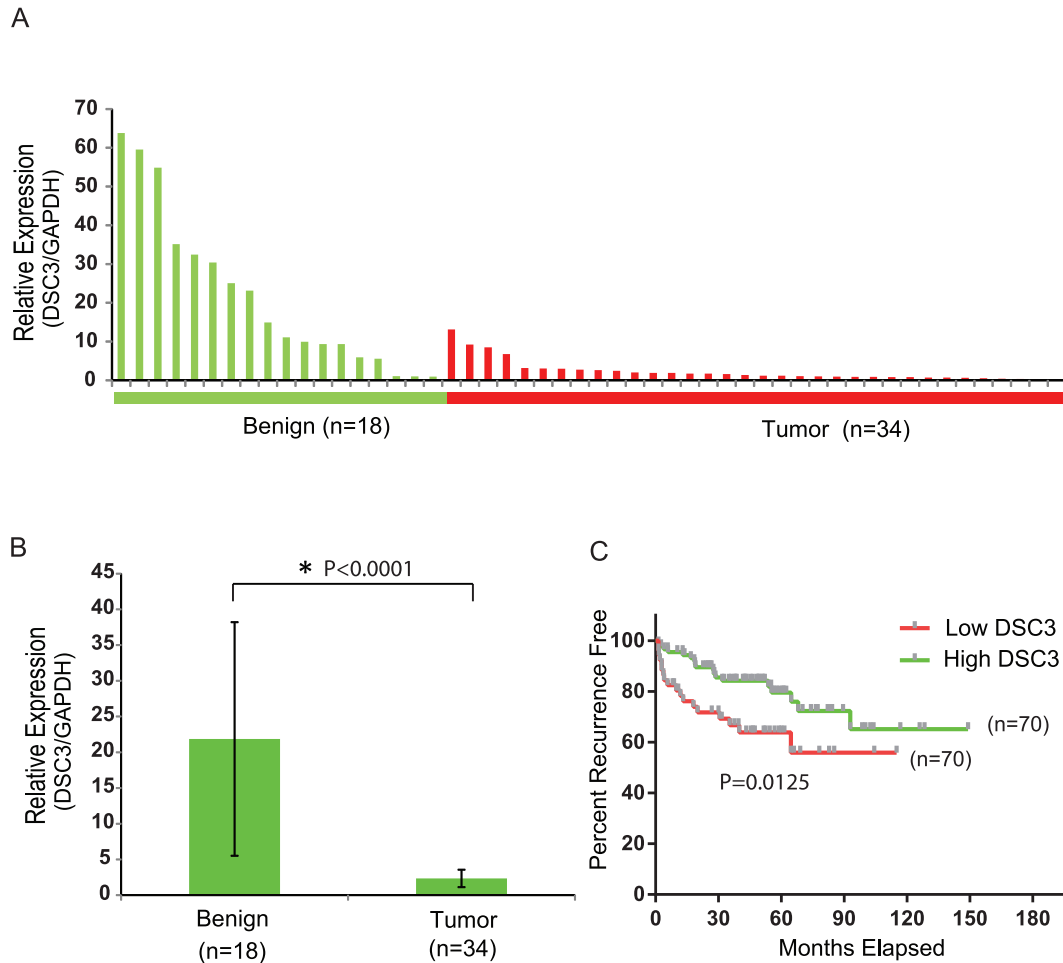 A
Relative Expression
(DSC3/GAPDH)
70
60
50
40
30
20
10
0
Benign (n=18)
Tumor (n=34)
B
Relative Expression
(DSC3/GAPDH)
45
40
35
30
25
20
15
10
5
0
* P<0.0001
Benign
(n=18)
Tumor
(n=34)
C
Percent Recurrence Free
100
80
60
40
20
0
Low DSC3
High DSC3
(n=70)
(n=70)
P=0.0125
0 30 60 90 120 150 180
Months Elapsed